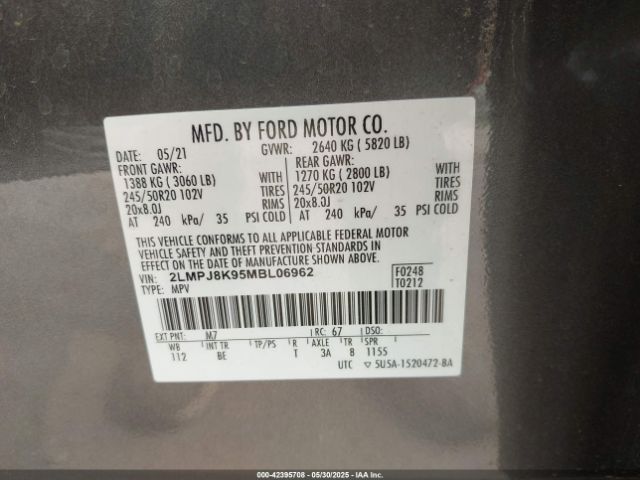 MFD. BY FORD MOTOR CO.
DATE: 05/21 GVWR: 2640 KG ( 5820 LB)
FRONT GAWR: REAR GAWR:
1388 KG ( 3060 LB) WITH 1270 KG ( 2800 LB) WITH
245/50R20 102V TIRES 245/50R20 102V TIRES
20x8.0J RIMS 20x8.0J RIMS
AT 240 kPa/ 35 PSI COLD AT 240 kPa/ 35 PSI COLD
THIS VEHICLE CONFORMS TO ALL APPLICABLE FEDERAL MOTOR
VEHICLE SAFETY AND THEFT PREVENTION STANDARDS IN
EFFECT ON THE DATE OF MANUFACTURE SHOWN ABOVE.
VIN: 2LMPJ8K95MBL06962 F0248
TYPE: MPV T0212
EXT PNT: M7 RC: 67 DSO:
WB INT TR TP/PS R AXLE TR SPR
112 BE T 3A 8 1155
UTC ▽ 5U5A-1520472-BA
000-42395708 — 05/30/2025 — IAA Inc.